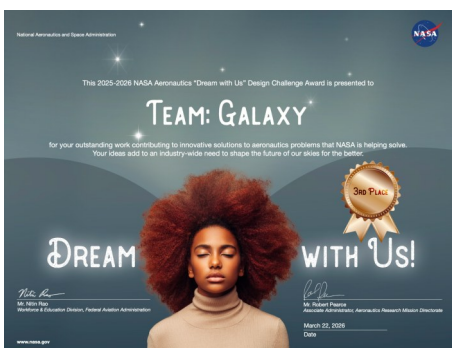 National Aeronautics and Space Administration
NASA
This 2025-2026 NASA Aeronautics “Dream with Us” Design Challenge Award is presented to
TEAM: GALAXY
for your outstanding work contributing to innovative solutions to aeronautics problems that NASA is helping solve.
Your ideas add to an industry-wide need to shape the future of our skies for the better.
3RD PLACE
DREAM WITH US!
Mr. Nitin Rao
Workforce & Education Division, Federal Aviation Administration
Mr. Robert Pearce
Associate Administrator, Aeronautics Research Mission Directorate
March 22, 2026
Date
www.nasa.gov